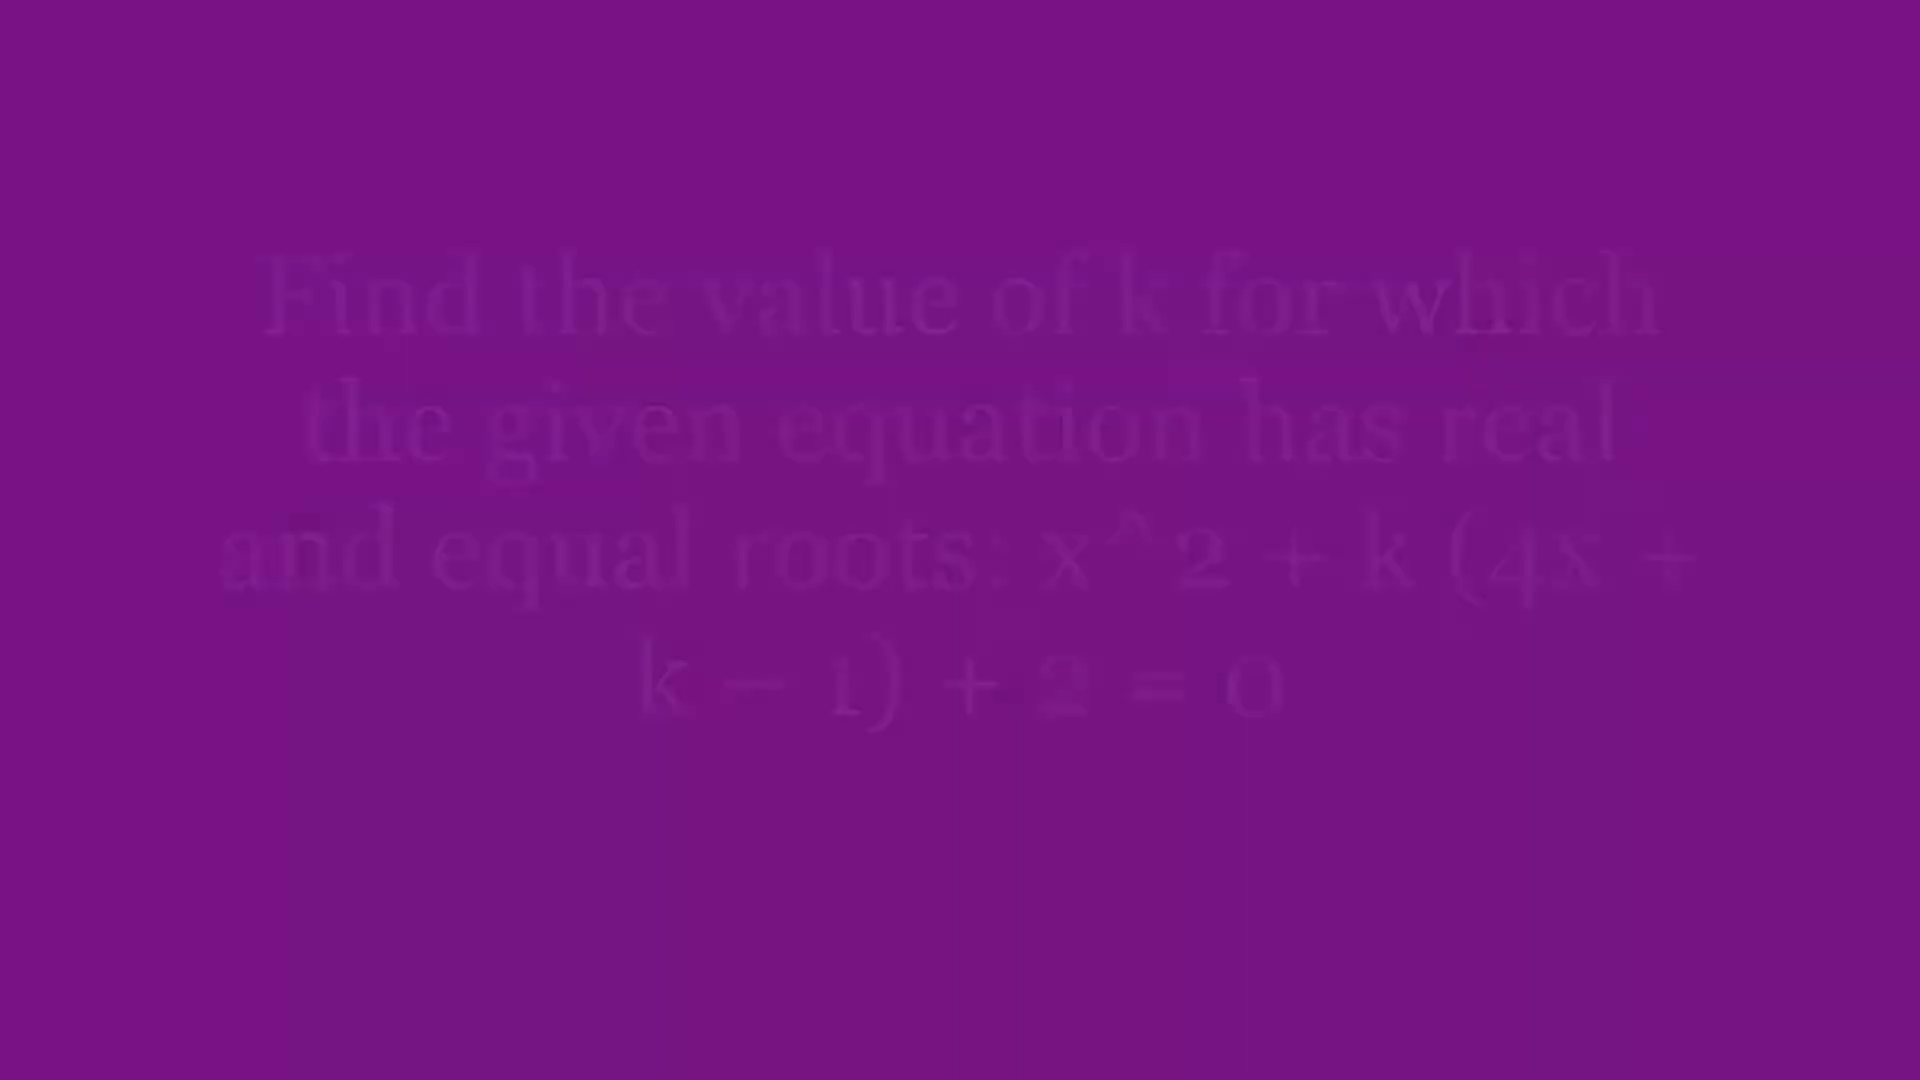 Find the value of k for which
the given equation has real
and equal roots: x^2 + k (4x +
k − 1) + 2 = 0